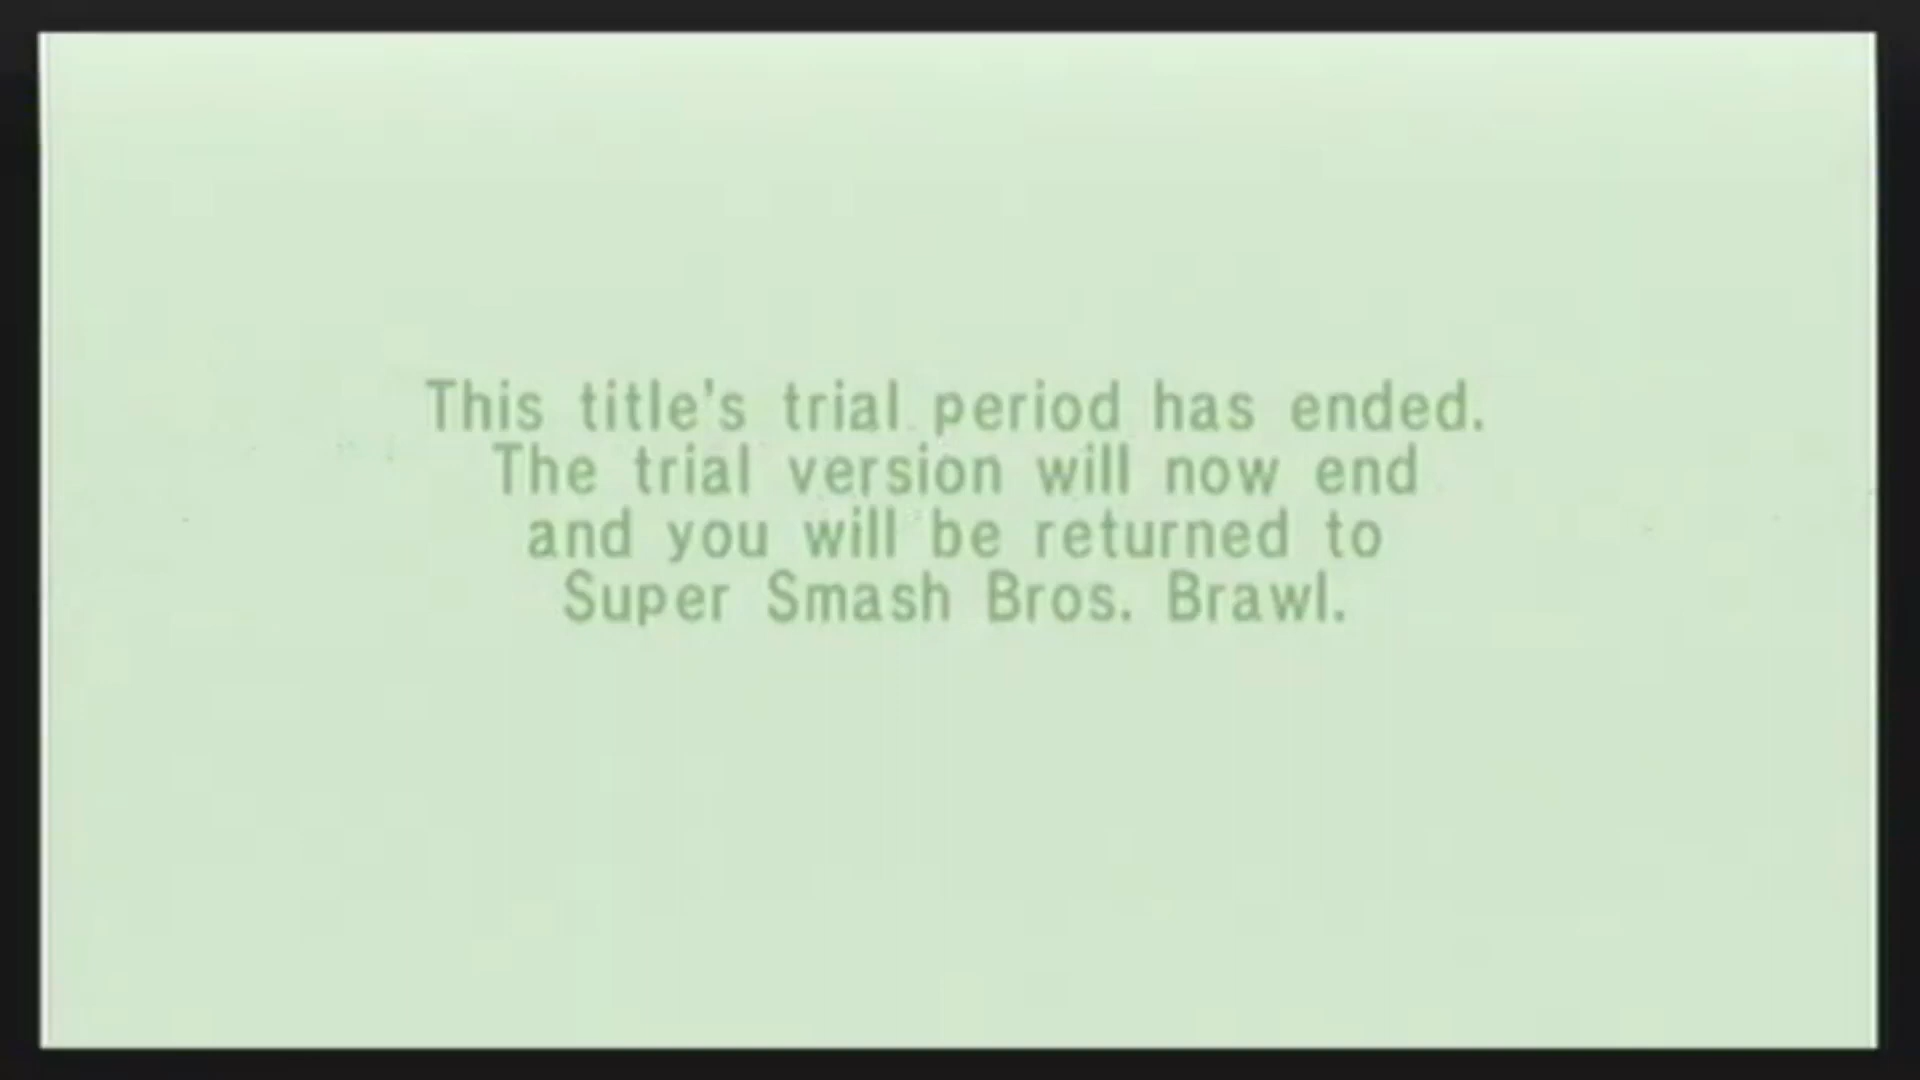 This title's trial period has ended.
The trial version will now end
and you will be returned to
Super Smash Bros. Brawl.